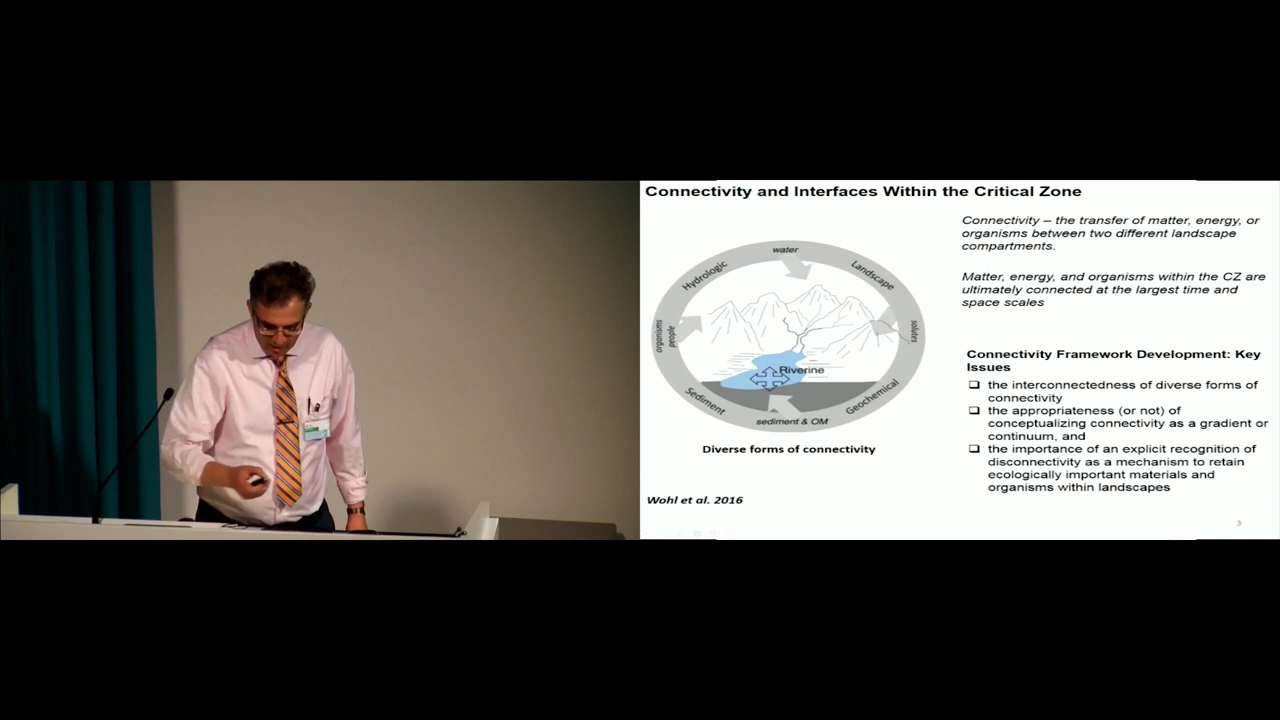 Connectivity and Interfaces Within the Critical Zone
Connectivity – the transfer of matter, energy, or
organisms between two different landscape
compartments.
Matter, energy, and organisms within the CZ are
ultimately connected at the largest time and
space scales
water
Hydrologic
Landscape
organisms
people
solutes
Riverine
Sediment
Geochemical
sediment & OM
Diverse forms of connectivity
Wohl et al. 2016
Connectivity Framework Development: Key
Issues
the interconnectedness of diverse forms of
connectivity
the appropriateness (or not) of
conceptualizing connectivity as a gradient or
continuum, and
the importance of an explicit recognition of
disconnectivity as a mechanism to retain
ecologically important materials and
organisms within landscapes
3